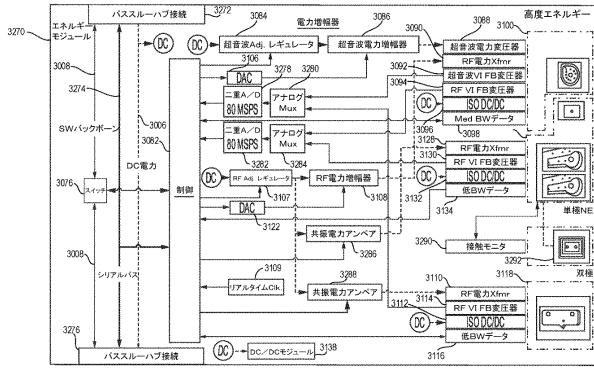 3270
エネルギー
モジュール
パススルーハブ接続
3272
3008
3274
SWバックボーン
3076
スイッチ
3008
シリアルバス
3276
パススルーハブ接続
DC
3006
DC電力
3082
制御
電力増幅器
DC
3084
超音波Adj. レギュレータ
3086
超音波電力増幅器
3106
DAC
3278
二重A/D
80 MSPS
3280
アナログ
Mux
二重A/D
80 MSPS
3282
アナログ
Mux
3284
DC
RF Adj レギュレータ
3107
RF電力増幅器
3108
DAC
3122
共振電力アンペア
3286
3109
リアルタイムClk
3288
共振電力アンペア
DC
DC/DCモジュール
3138
高度エネルギー
3088
3100
3090
超音波電力変圧器
RF電力Xfmr
3092
超音波VI FB変圧器
3094
RF VI FB変圧器
DC
ISO DC/DC
3096
Med BWデータ
3098
3128
RF電力Xfmr
3130
RF VI FB変圧器
DC
ISO DC/DC
3132
低BWデータ
3134
単極NE
3290
接触モニタ
3292
双極
3110
3118
RF電力Xfmr
3114
RF VI FB変圧器
3112
DC
ISO DC/DC
低BWデータ
3116